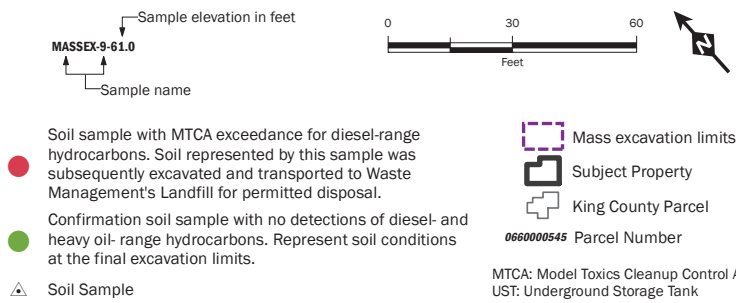 Sample elevation in feet
MASSEX-9-61.0
Sample name
0 30 60
Feet
N
Soil sample with MTCA exceedance for diesel-range
hydrocarbons. Soil represented by this sample was
subsequently excavated and transported to Waste
Management's Landfill for permitted disposal.
Confirmation soil sample with no detections of diesel- and
heavy oil- range hydrocarbons. Represent soil conditions
at the final excavation limits.
Soil Sample
Mass excavation limits
Subject Property
King County Parcel
0660000545 Parcel Number
MTCA: Model Toxics Cleanup Control A
UST: Underground Storage Tank